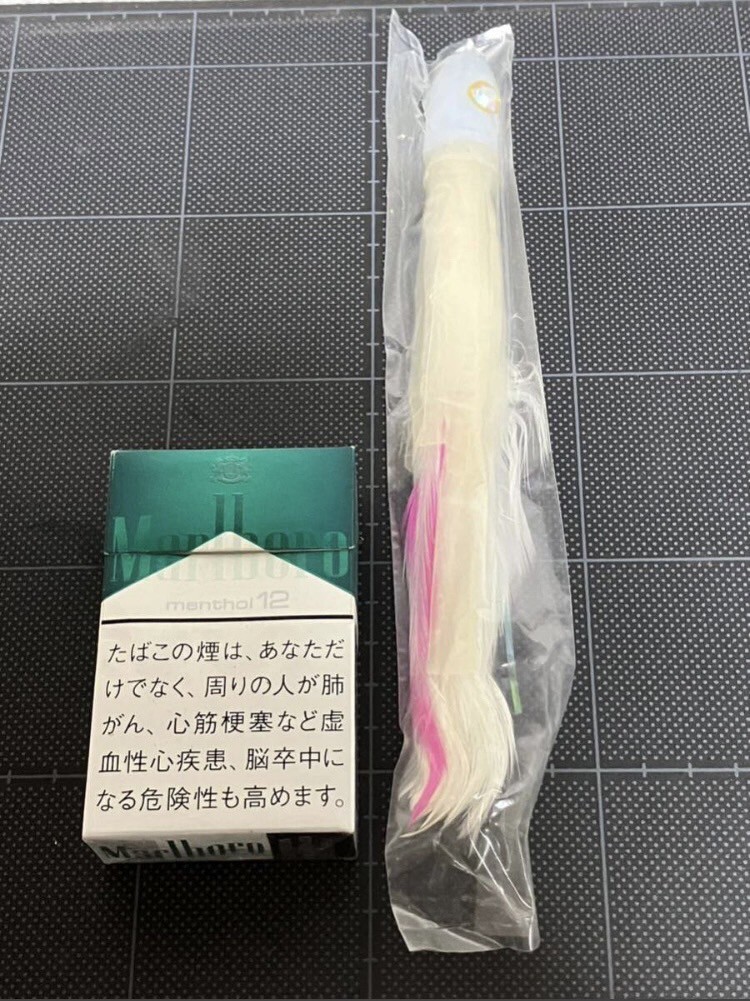 Marlboro
menthol 12
たばこの煙は、あなただ
けでなく、周りの人が肺
がん、心筋梗塞など虚
血性心疾患、脳卒中に
なる危険性も高めます。
Marlboro